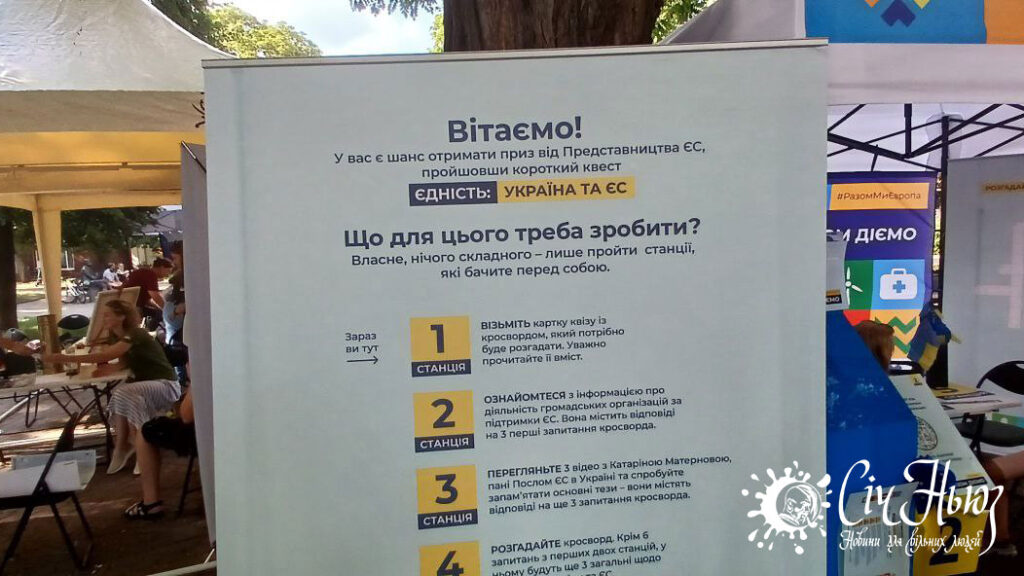 Вітаємо!
У вас є шанс отримати приз від Представництва ЄС,
пройшовши короткий квест
ЄДНІСТЬ: УКРАЇНА ТА ЄС
Що для цього треба зробити?
Власне, нічого складного – лише пройти станції,
які бачите перед собою.
Зараз
ви тут
1
СТАНЦІЯ
ВІЗЬМІТЬ картку квізу із
кросвордом, який потрібно
буде розгадати. Уважно
прочитайте її вміст.
2
СТАНЦІЯ
ОЗНАЙОМТЕСЯ з інформацією про
діяльність громадських організацій за
підтримки ЄС. Вона містить відповіді
на 3 перші запитання кросворда.
3
СТАНЦІЯ
ПЕРЕГЛЯНЬТЕ 3 відео з Катаріною Матерновою,
пані Послом ЄС в Україні та спробуйте
запам'ятати основні тези – вони містять
відповіді на ще 3 запитання кросворда.
4
РОЗГАДАЙТЕ кросворд. Крім 6
запитань з перших двох станцій, у
ньому будуть ще 3 загальні щодо
ЄС.
#РазомМиЄвропа
М ДІЄМО
РОЗГАДА
2
Січ Ньюз
Новини для вільних людей